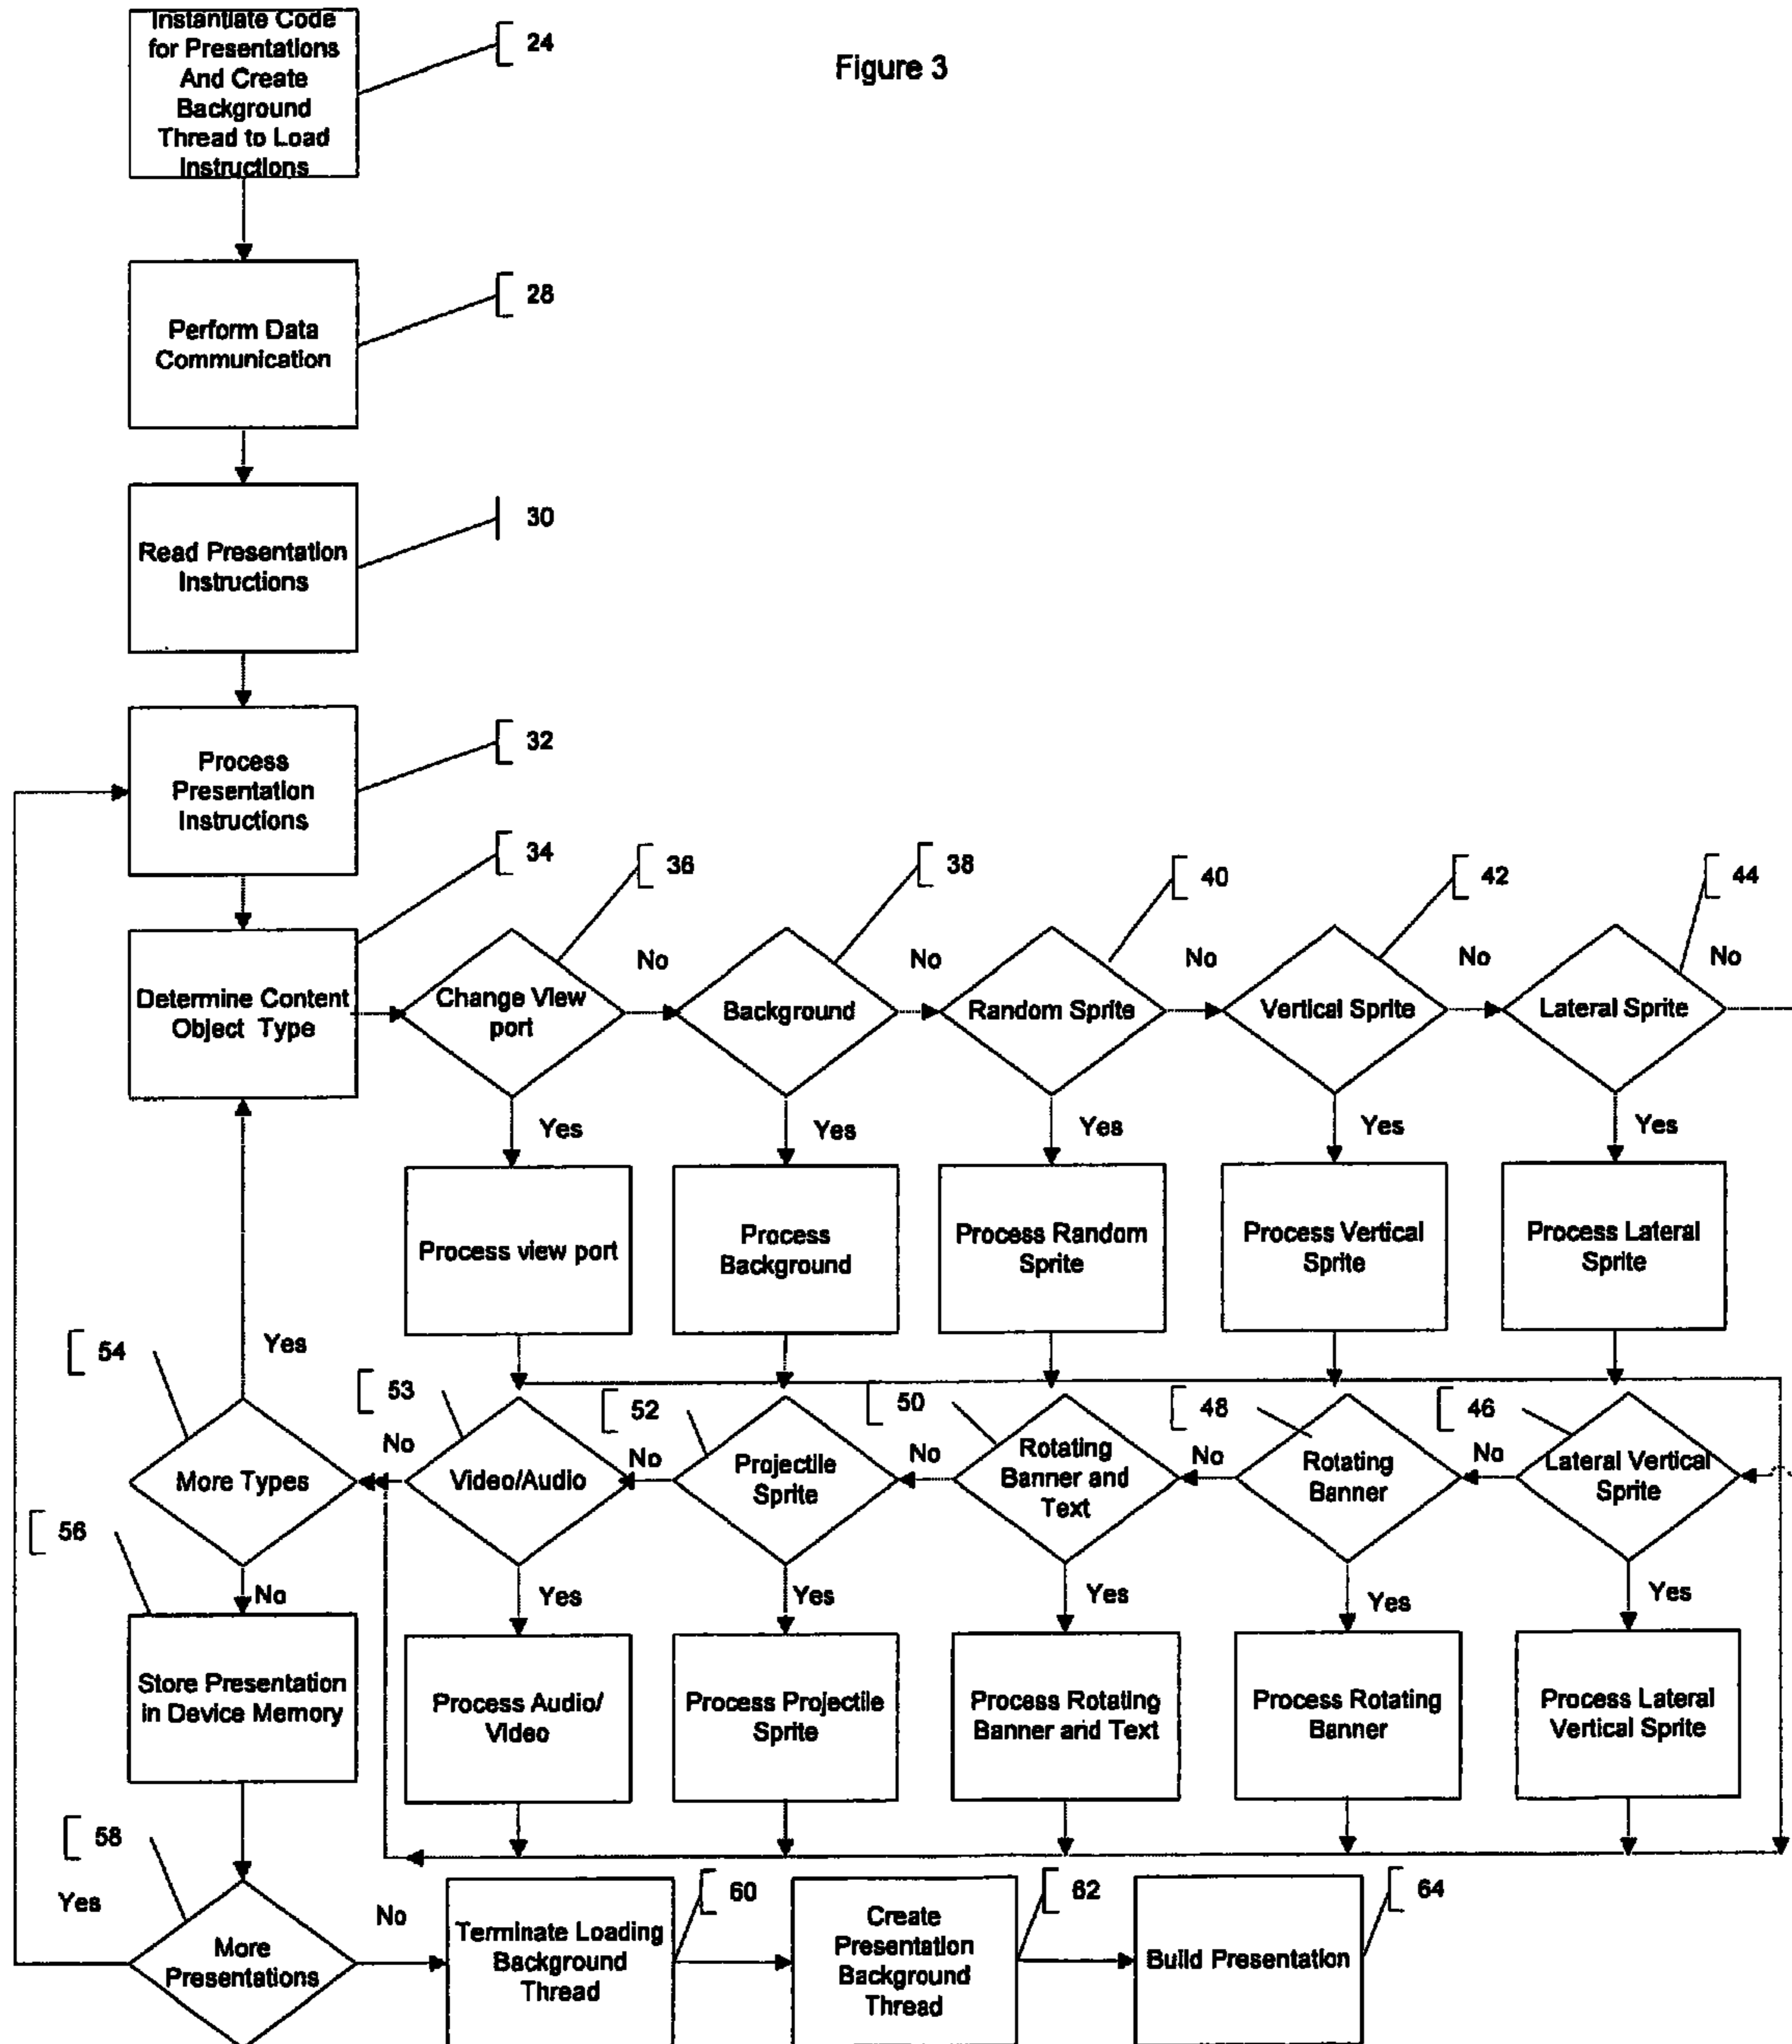 Figure 3
Instantiate Code
for Presentations
And Create
Background
Thread to Load
Instructions
24
Perform Data
Communication
28
Read Presentation
Instructions
30
Process
Presentation
Instructions
32
Determine Content
Object Type
34
Change View
port
36
No
Yes
Background
38
No
Yes
Random Sprite
40
No
Yes
Vertical Sprite
42
No
Yes
Lateral Sprite
44
No
Yes
Process view port
Process
Background
Process Random
Sprite
Process Vertical
Sprite
Process Lateral
Sprite
Lateral Vertical
Sprite
46
No
Yes
Rotating
Banner
48
No
Yes
Rotating
Banner and
Text
50
No
Yes
Projectile
Sprite
52
No
Yes
Video/Audio
53
No
Yes
More Types
54
Yes
No
Process Audio/
Video
Process Projectile
Sprite
Process Rotating
Banner and Text
Process Rotating
Banner
Process Lateral
Vertical Sprite
Store Presentation
in Device Memory
56
More
Presentations
58
Yes
No
Terminate Loading
Background
Thread
60
Create
Presentation
Background
Thread
62
Build Presentation
64